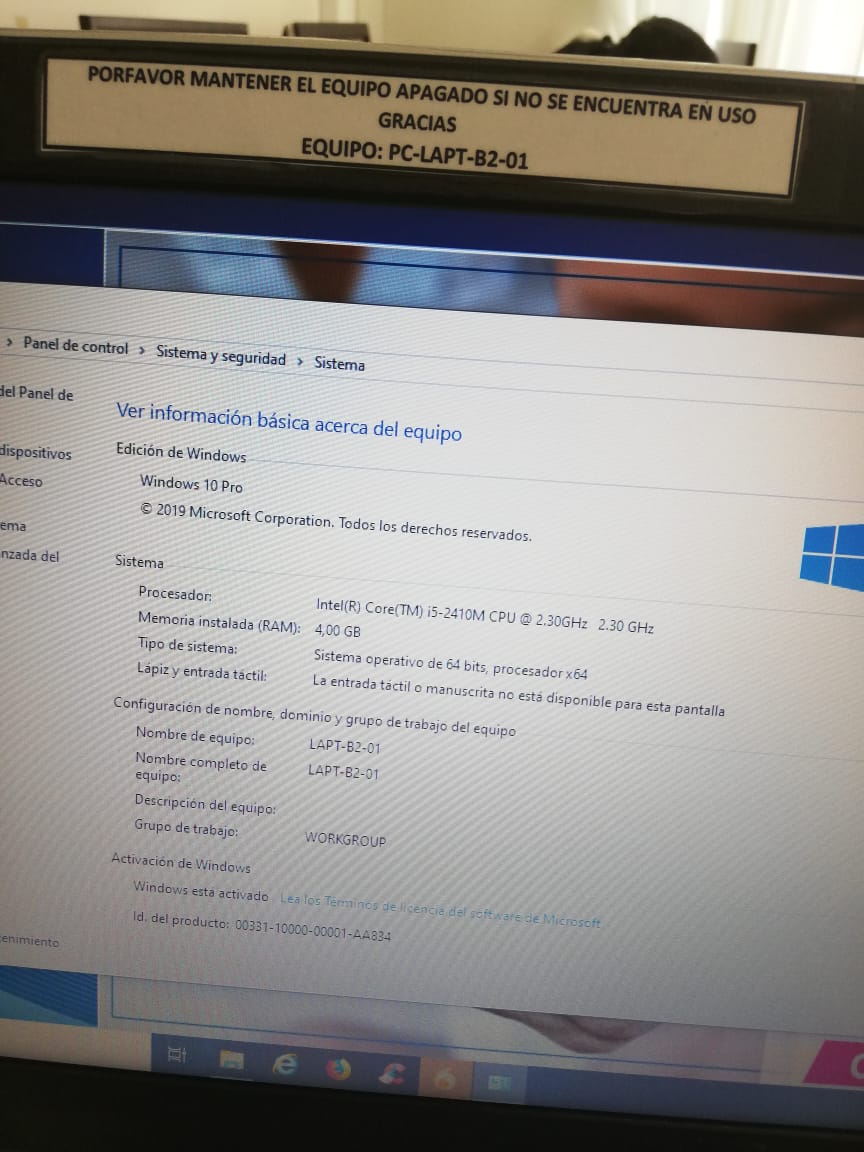 PORFAVOR MANTENER EL EQUIPO APAGADO SI NO SE ENCUENTRA EN USO
GRACIAS
EQUIPO: PC-LAPT-B2-01
› Panel de control › Sistema y seguridad › Sistema
del Panel de
dispositivos
Acceso
ema
nzada del
Ver información básica acerca del equipo
Edición de Windows
Windows 10 Pro
© 2019 Microsoft Corporation. Todos los derechos reservados.
Sistema
Procesador: Intel(R) Core(TM) i5-2410M CPU @ 2.30GHz 2.30 GHz
Memoria instalada (RAM): 4,00 GB
Tipo de sistema: Sistema operativo de 64 bits, procesador x64
Lápiz y entrada táctil: La entrada táctil o manuscrita no está disponible para esta pantalla
Configuración de nombre, dominio y grupo de trabajo del equipo
Nombre de equipo: LAPT-B2-01
Nombre completo de LAPT-B2-01
equipo:
Descripción del equipo:
Grupo de trabajo: WORKGROUP
Activación de Windows
Windows está activado Lea los Términos de licencia del software de Microsoft
Id. del producto: 00331-10000-00001-AA834
tenimiento